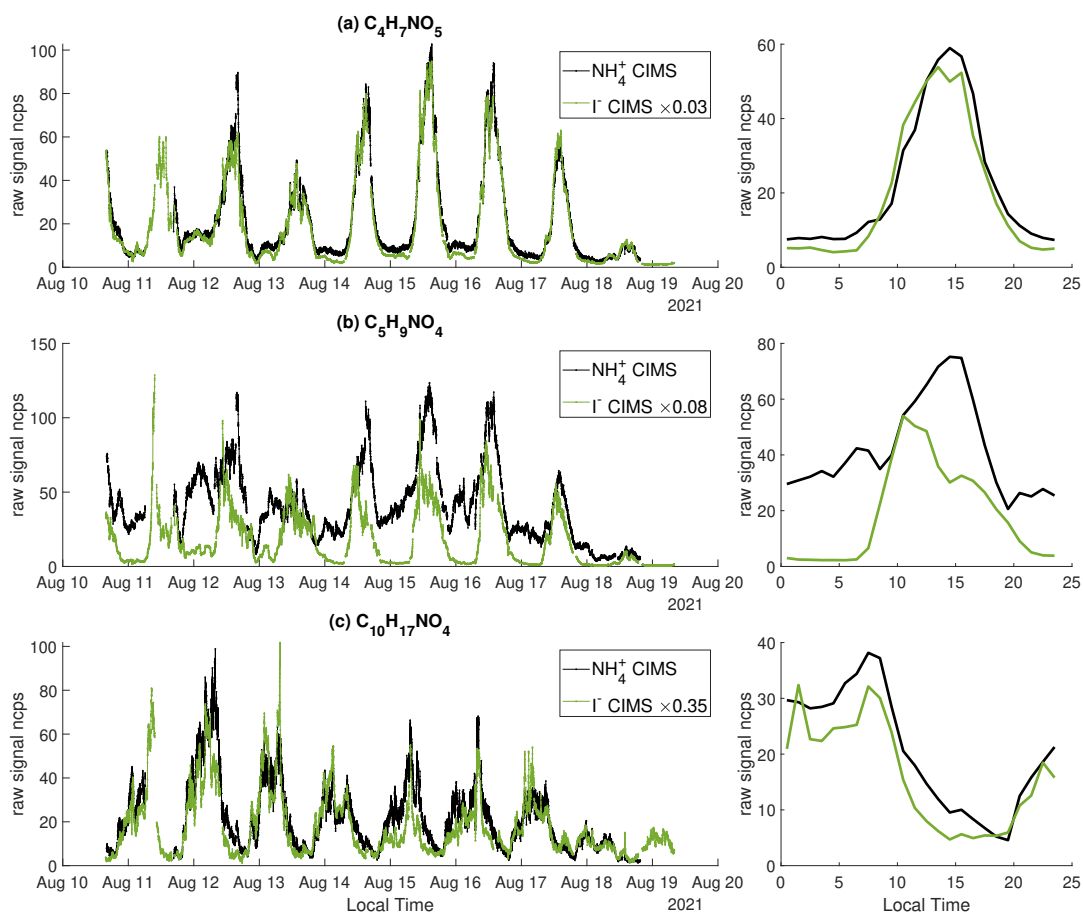 (a) C4H7NO5
raw signal ncps
100
80
60
40
20
0
NH4+ CIMS
I- CIMS ×0.03
Aug 10 Aug 11 Aug 12 Aug 13 Aug 14 Aug 15 Aug 16 Aug 17 Aug 18 Aug 19 Aug 20
2021
raw signal ncps
60
40
20
0
0 5 10 15 20 25
(b) C5H9NO4
raw signal ncps
150
100
50
0
NH4+ CIMS
I- CIMS ×0.08
Aug 10 Aug 11 Aug 12 Aug 13 Aug 14 Aug 15 Aug 16 Aug 17 Aug 18 Aug 19 Aug 20
2021
raw signal ncps
80
60
40
20
0
0 5 10 15 20 25
(c) C10H17NO4
raw signal ncps
100
80
60
40
20
0
NH4+ CIMS
I- CIMS ×0.35
Aug 10 Aug 11 Aug 12 Aug 13 Aug 14 Aug 15 Aug 16 Aug 17 Aug 18 Aug 19 Aug 20
Local Time
2021
raw signal ncps
40
30
20
10
0
0 5 10 15 20 25
Local Time